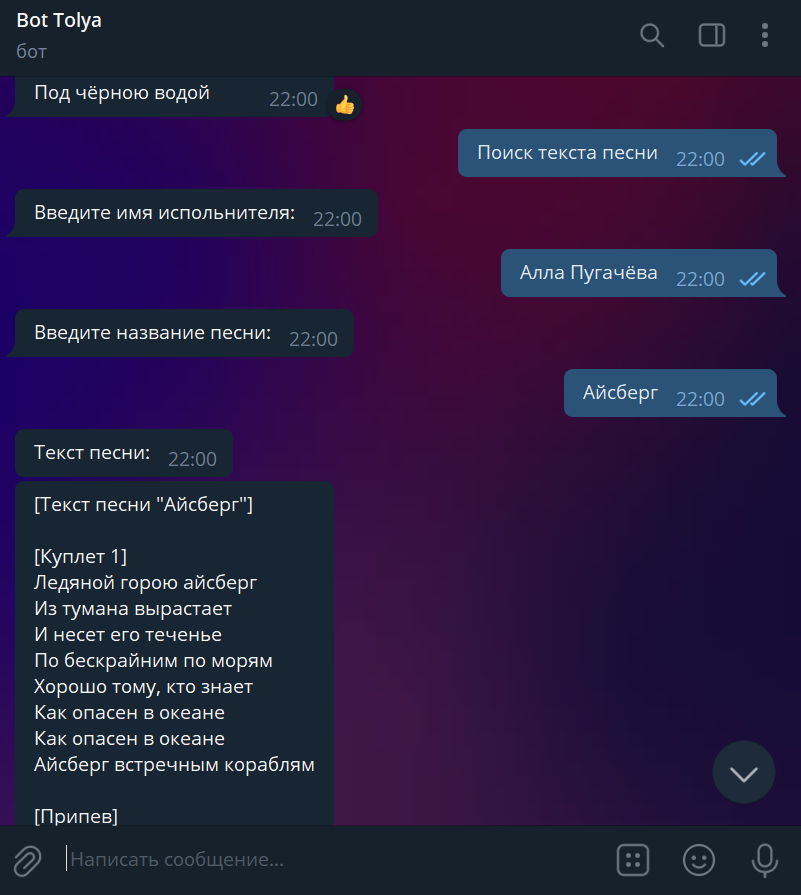 Bot Tolya
бот
Под чёрною водой 22:00
Поиск текста песни 22:00
Введите имя испольнителя: 22:00
Алла Пугачёва 22:00
Введите название песни: 22:00
Айсберг 22:00
Текст песни: 22:00
[Текст песни "Айсберг"]
[Куплет 1]
Ледяной горою айсберг
Из тумана вырастает
И несет его теченье
По бескрайним по морям
Хорошо тому, кто знает
Как опасен в океане
Как опасен в океане
Айсберг встречным кораблям
[Припев]
Написать сообщение...